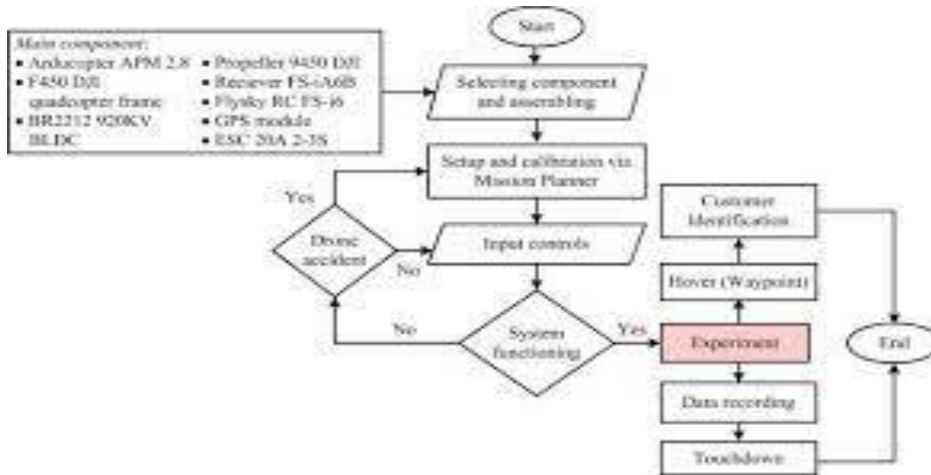 Start
Main component:
• Arducopter APM 2.8
• F450 DJI
quadcopter frame
• BR2212 920KV
BLDC
• Propeller 9450 DJI
• Reciever FS-iA6B
• Flysky RC FS-i6
• GPS module
• ESC 20A 2-3S
Selecting component
and assembling
Setup and calibration via
Mission Planner
Yes
Drone
accident
No
Input controls
No
System
functioning
Yes
Customer
Identification
Hover (Waypoint)
Experiment
End
Data recording
Touchdown